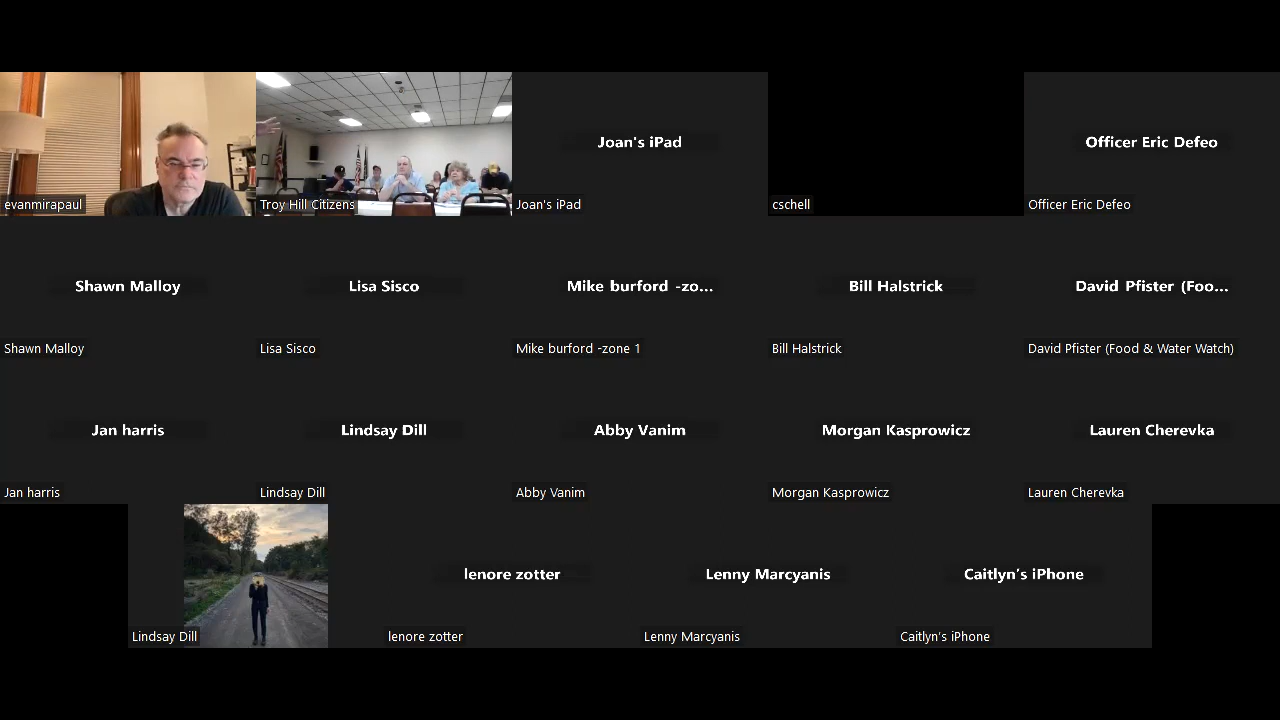 evanmirapaul
Troy Hill Citizens
Joan's iPad
Joan's iPad
cschell
Officer Eric Defeo
Officer Eric Defeo
Shawn Malloy
Shawn Malloy
Lisa Sisco
Lisa Sisco
Mike burford -zo...
Mike burford -zone 1
Bill Halstrick
Bill Halstrick
David Pfister (Foo...
David Pfister (Food & Water Watch)
Jan harris
Jan harris
Lindsay Dill
Lindsay Dill
Abby Vanim
Abby Vanim
Morgan Kasprowicz
Morgan Kasprowicz
Lauren Cherevka
Lauren Cherevka
Lindsay Dill
lenore zotter
lenore zotter
Lenny Marcyanis
Lenny Marcyanis
Caitlyn's iPhone
Caitlyn's iPhone